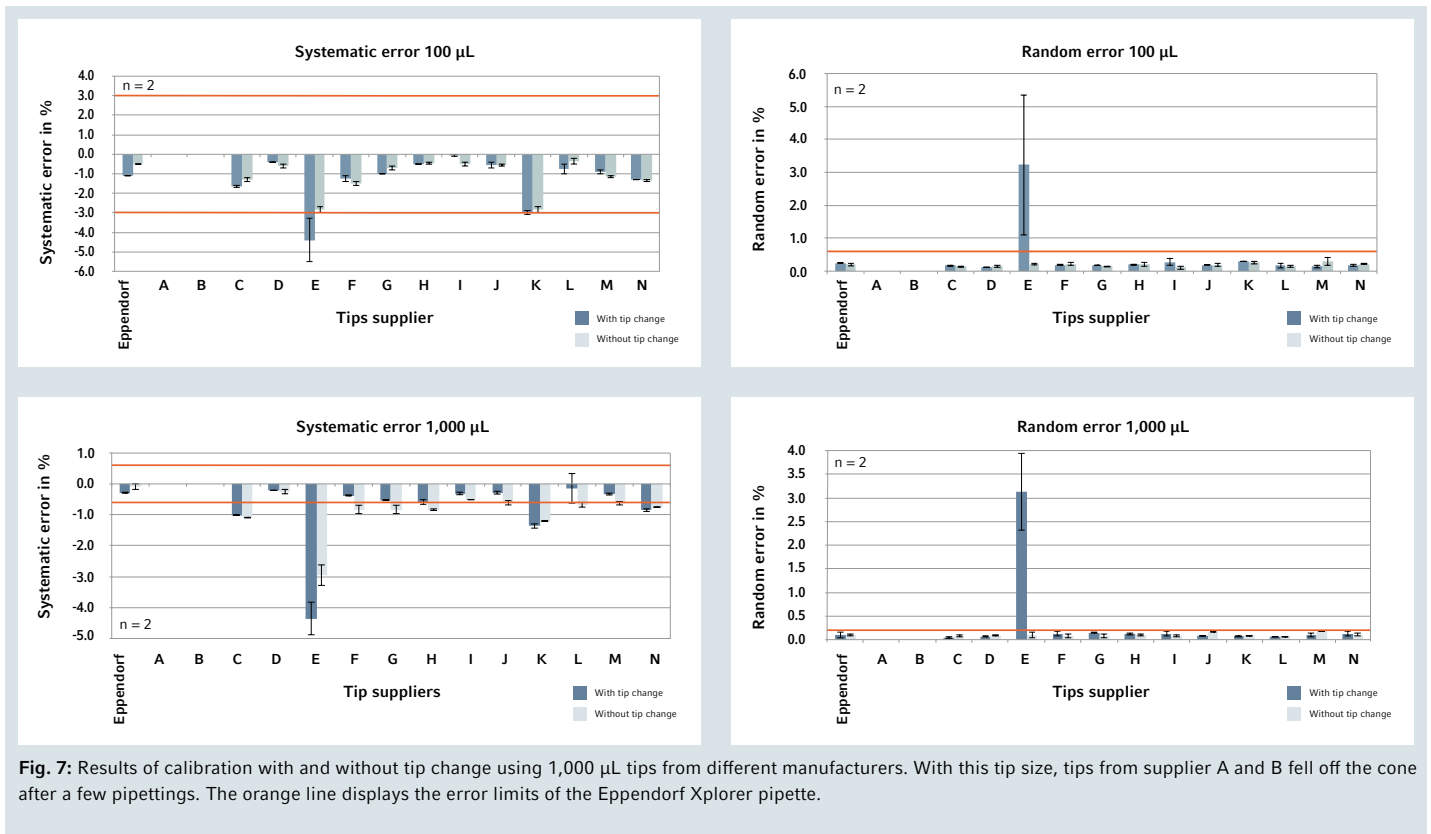 Systematic error 100 µL
n = 2
Systematic error in %
4.0
3.0
2.0
1.0
0.0
-1.0
-2.0
-3.0
-4.0
-5.0
-6.0
Eppendorf A B C D E F G H I J K L M N
Tips supplier
With tip change
Without tip change
Random error 100 µL
n = 2
Random error in %
6.0
5.0
4.0
3.0
2.0
1.0
0.0
Eppendorf A B C D E F G H I J K L M N
Tips supplier
With tip change
Without tip change
Systematic error 1,000 µL
n = 2
Systematic error in %
1.0
0.0
-1.0
-2.0
-3.0
-4.0
-5.0
Eppendorf A B C D E F G H I J K L M N
Tip suppliers
With tip change
Without tip change
Random error 1,000 µL
n = 2
Random error in %
4.0
3.5
3.0
2.5
2.0
1.5
1.0
0.5
0.0
Eppendorf A B C D E F G H I J K L M N
Tips supplier
With tip change
Without tip change
Fig. 7: Results of calibration with and without tip change using 1,000 µL tips from different manufacturers. With this tip size, tips from supplier A and B fell off the cone
after a few pipettings. The orange line displays the error limits of the Eppendorf Xplorer pipette.